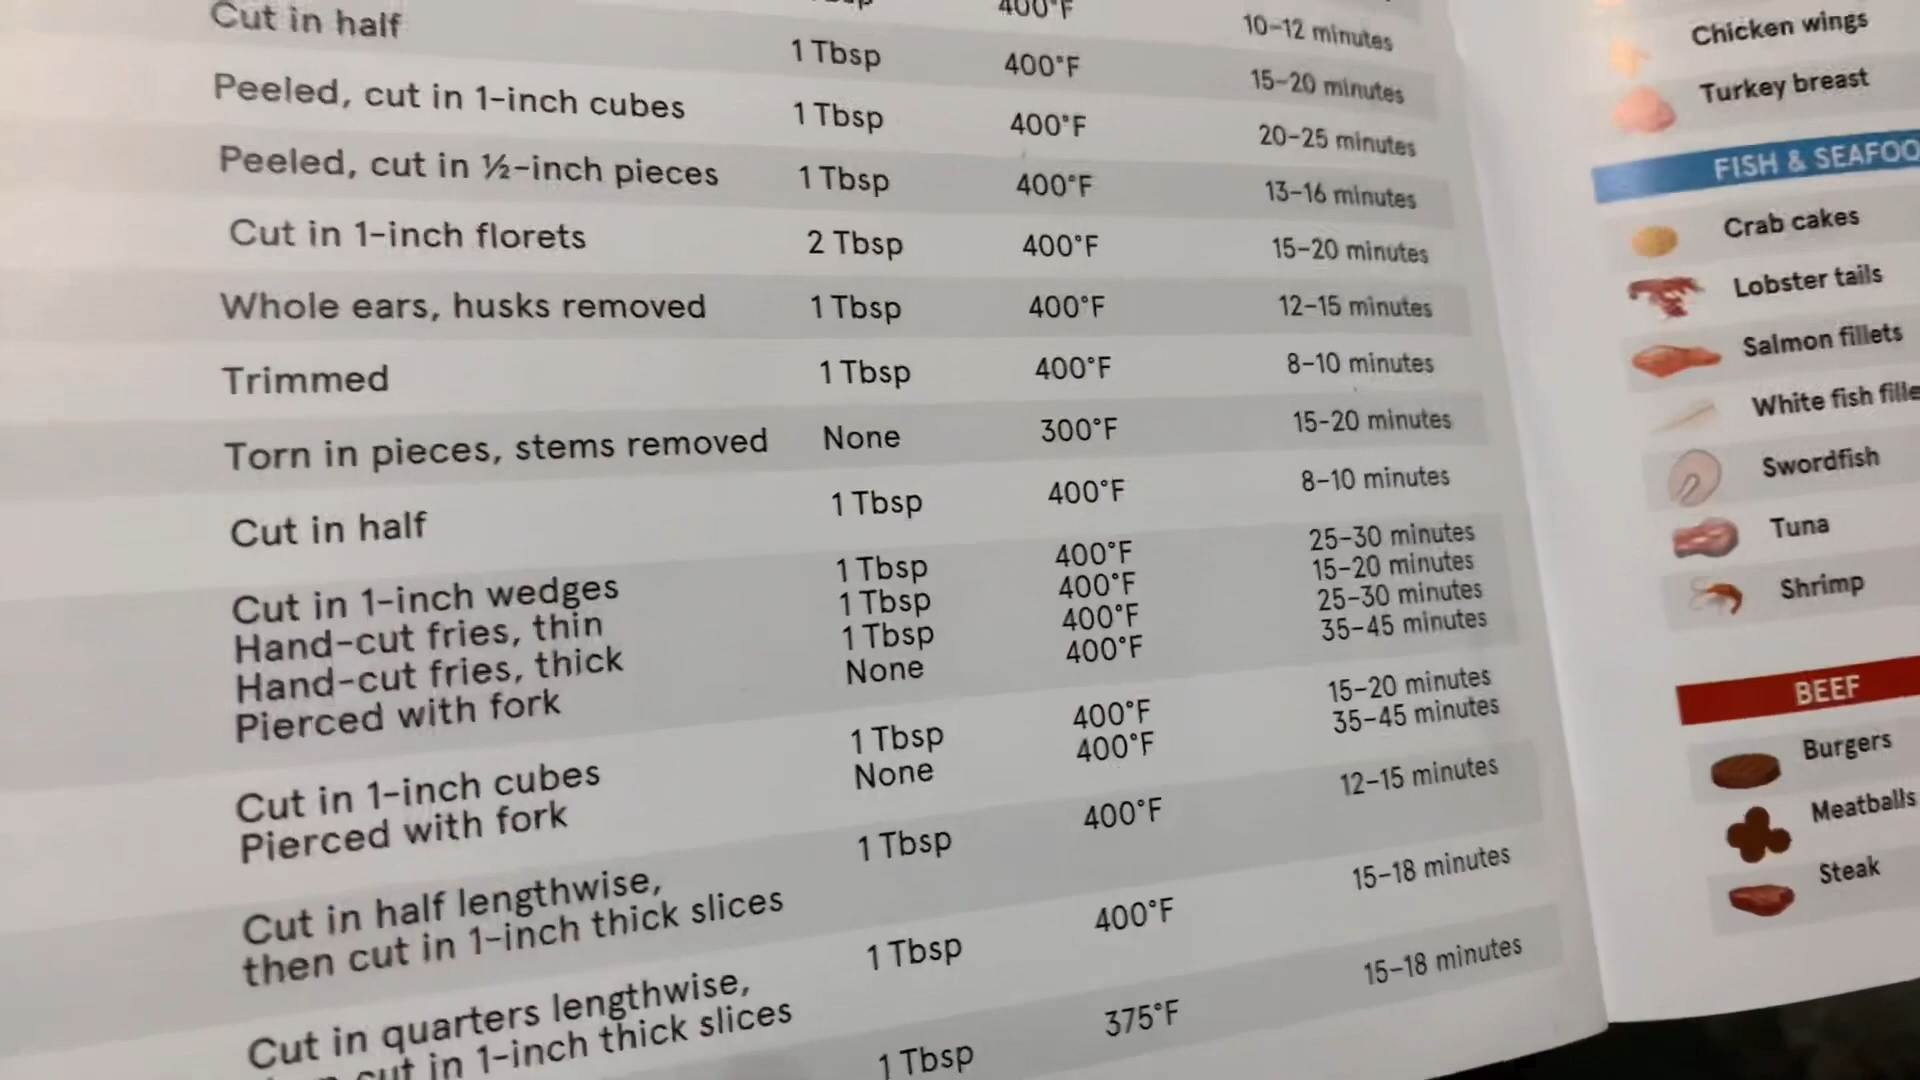 Cut in half
1 Tbsp 400°F 10–12 minutes
Peeled, cut in 1-inch cubes 1 Tbsp 400°F 15–20 minutes
Peeled, cut in ½-inch pieces 1 Tbsp 400°F 20–25 minutes
Cut in 1-inch florets 2 Tbsp 400°F 13–16 minutes
Whole ears, husks removed 1 Tbsp 400°F 15–20 minutes
Trimmed 1 Tbsp 400°F 12–15 minutes
Torn in pieces, stems removed None 300°F 8–10 minutes
Cut in half 1 Tbsp 400°F 15-20 minutes
8–10 minutes
Cut in 1-inch wedges 1 Tbsp 400°F 25–30 minutes
Hand-cut fries, thin 1 Tbsp 400°F 15–20 minutes
Hand-cut fries, thick 1 Tbsp 400°F 25–30 minutes
Pierced with fork None 400°F 35–45 minutes
Cut in 1-inch cubes 1 Tbsp 400°F 15–20 minutes
Pierced with fork None 400°F 35–45 minutes
Cut in half lengthwise, 1 Tbsp 400°F 12–15 minutes
then cut in 1-inch thick slices
Cut in quarters lengthwise, 1 Tbsp 400°F 15–18 minutes
cut in 1-inch thick slices
1 Tbsp 375°F 15–18 minutes
Chicken wings
Turkey breast
FISH & SEAFOO
Crab cakes
Lobster tails
Salmon fillets
White fish fille
Swordfish
Tuna
Shrimp
BEEF
Burgers
Meatballs
Steak